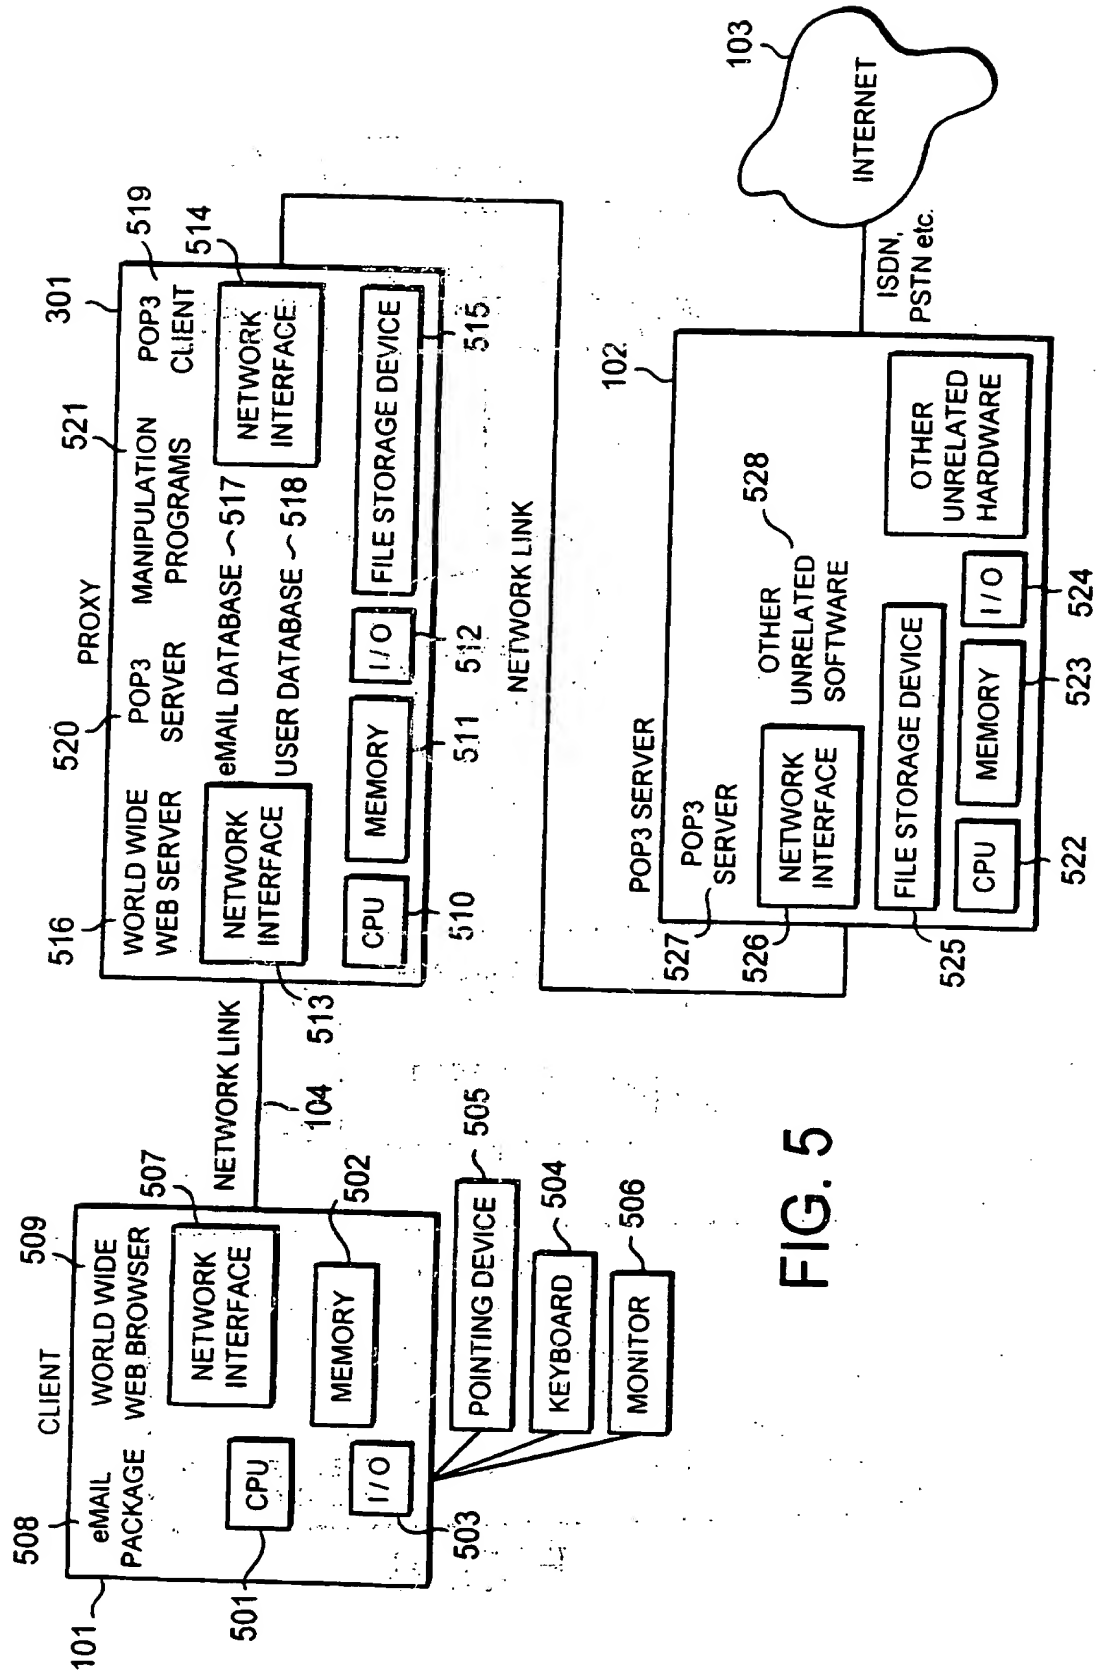 CLIENT
101
508
509
eMAIL
PACKAGE
WORLD WIDE
WEB BROWSER
507
NETWORK
INTERFACE
CPU
501
MEMORY
502
I/O
503
POINTING DEVICE
505
KEYBOARD
504
MONITOR
506
NETWORK LINK
104
PROXY
301
516
WORLD WIDE
WEB SERVER
520
POP3
SERVER
521
MANIPULATION
PROGRAMS
519
POP3
CLIENT
NETWORK
INTERFACE
513
eMAIL DATABASE ~517
USER DATABASE ~518
NETWORK
INTERFACE
514
CPU
510
MEMORY
511
I/O
512
FILE STORAGE DEVICE
515
NETWORK LINK
POP3 SERVER
102
POP3
SERVER
527
NETWORK
INTERFACE
526
OTHER
UNRELATED
SOFTWARE
528
FILE STORAGE DEVICE
525
CPU
522
MEMORY
523
I/O
524
OTHER
UNRELATED
HARDWARE
ISDN,
PSTN etc.
INTERNET
103
FIG. 5